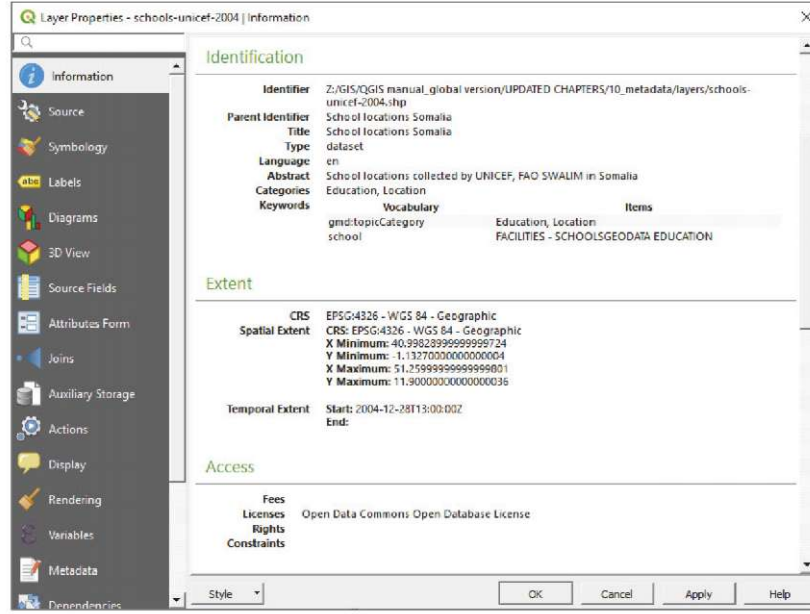 Layer Properties - schools-unicef-2004 | Information
Information
Source
Symbology
abc Labels
Diagrams
3D View
Source Fields
Attributes Form
Joins
Auxiliary Storage
Actions
Display
Rendering
Variables
Metadata
Dependencies
Identification
Identifier Z:/GIS/QGIS manual_global version/UPDATED CHAPTERS/10_metadata/layers/schools-
unicef-2004.shp
Parent Identifier School locations Somalia
Title School locations Somalia
Type dataset
Language en
Abstract School locations collected by UNICEF, FAO SWALIM in Somalia
Categories Education, Location
Keywords Vocabulary Items
gmd:topicCategory Education, Location
school FACILITIES - SCHOOLSGEODATA EDUCATION
Extent
CRS EPSG:4326 - WGS 84 - Geographic
Spatial Extent CRS: EPSG:4326 - WGS 84 - Geographic
X Minimum: 40.99828999999999724
Y Minimum: -1.13270000000000004
X Maximum: 51.25999999999999801
Y Maximum: 11.90000000000000036
Temporal Extent Start: 2004-12-28T13:00:00Z
End:
Access
Fees
Licenses Open Data Commons Open Database License
Rights
Constraints
Style OK Cancel Apply Help